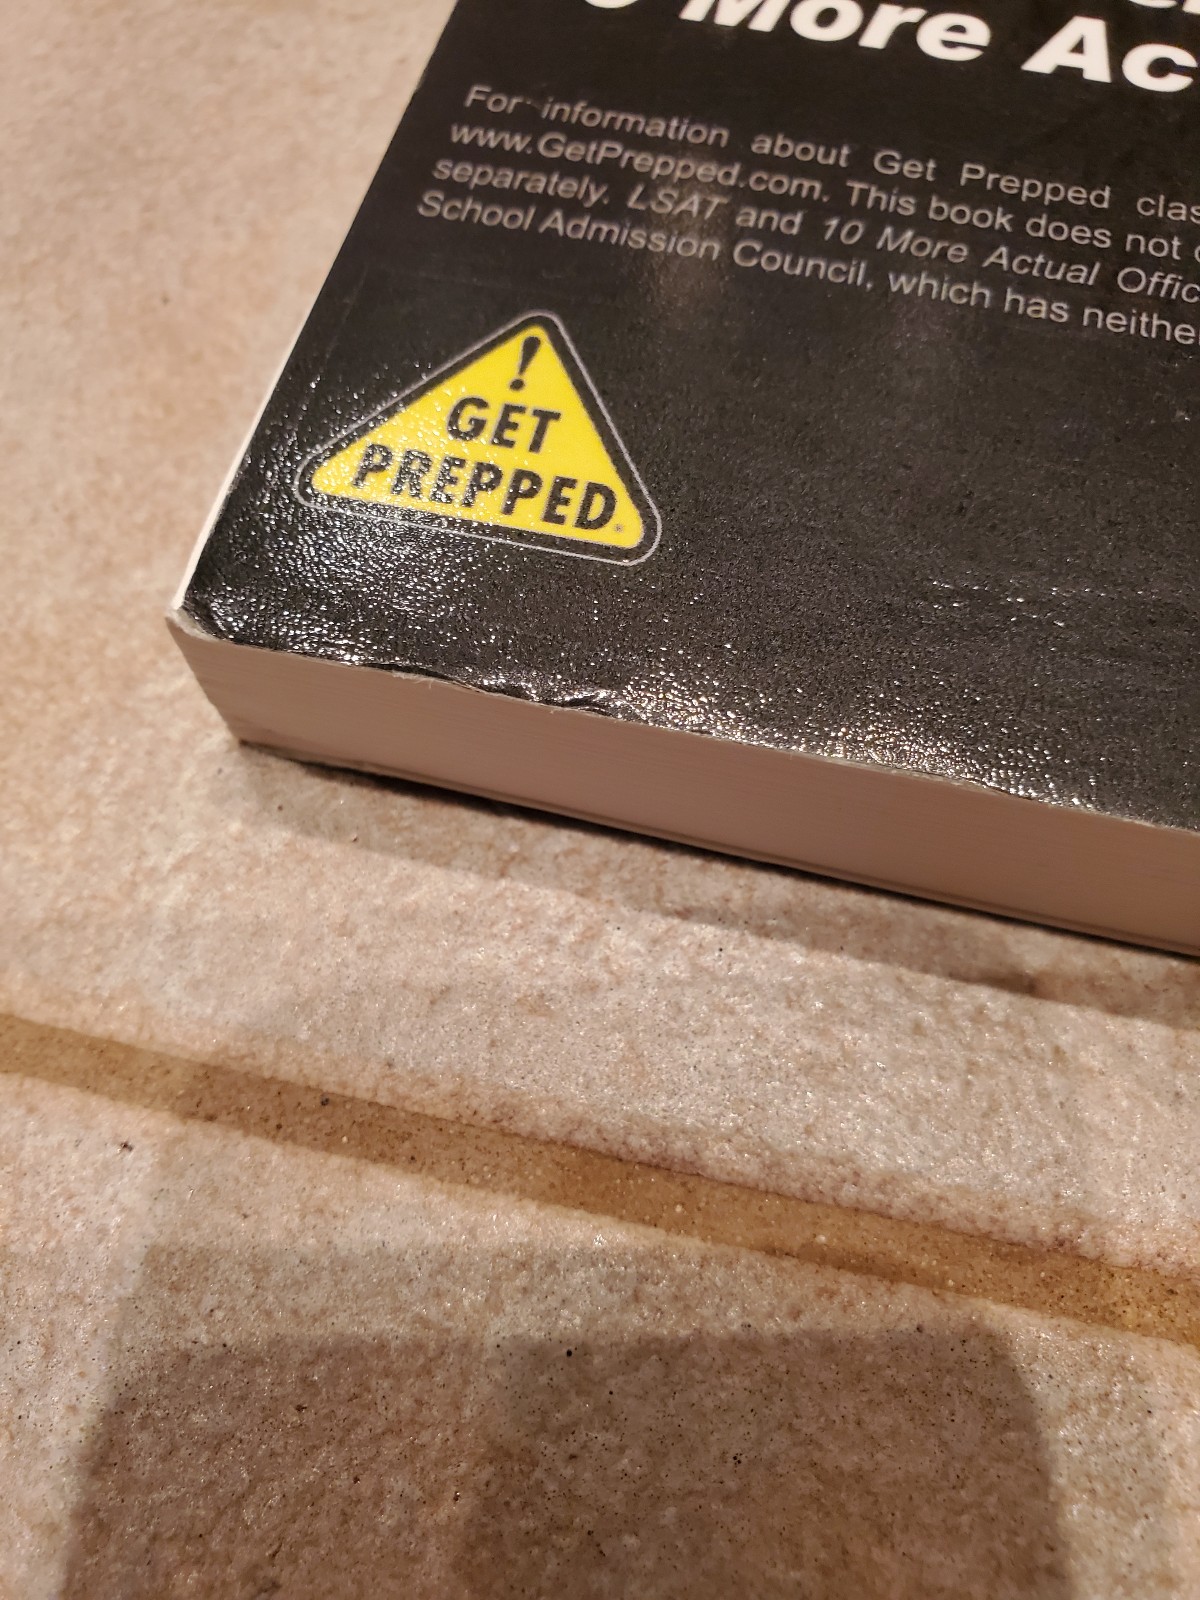 More Ac
For information about Get Prepped clas
www.GetPrepped.com. This book does not
separately. LSAT and 10 More Actual Offic
School Admission Council, which has neithe
!
GET
PREPPED